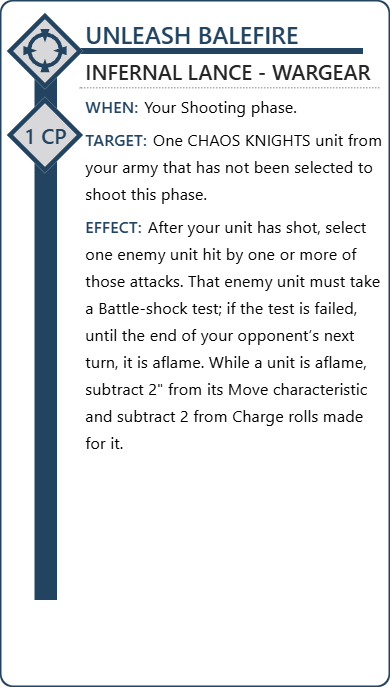 UNLEASH BALEFIRE
INFERNAL LANCE - WARGEAR
1 CP
WHEN: Your Shooting phase.
TARGET: One CHAOS KNIGHTS unit from
your army that has not been selected to
shoot this phase.
EFFECT: After your unit has shot, select
one enemy unit hit by one or more of
those attacks. That enemy unit must take
a Battle-shock test; if the test is failed,
until the end of your opponent's next
turn, it is aflame. While a unit is aflame,
subtract 2" from its Move characteristic
and subtract 2 from Charge rolls made
for it.